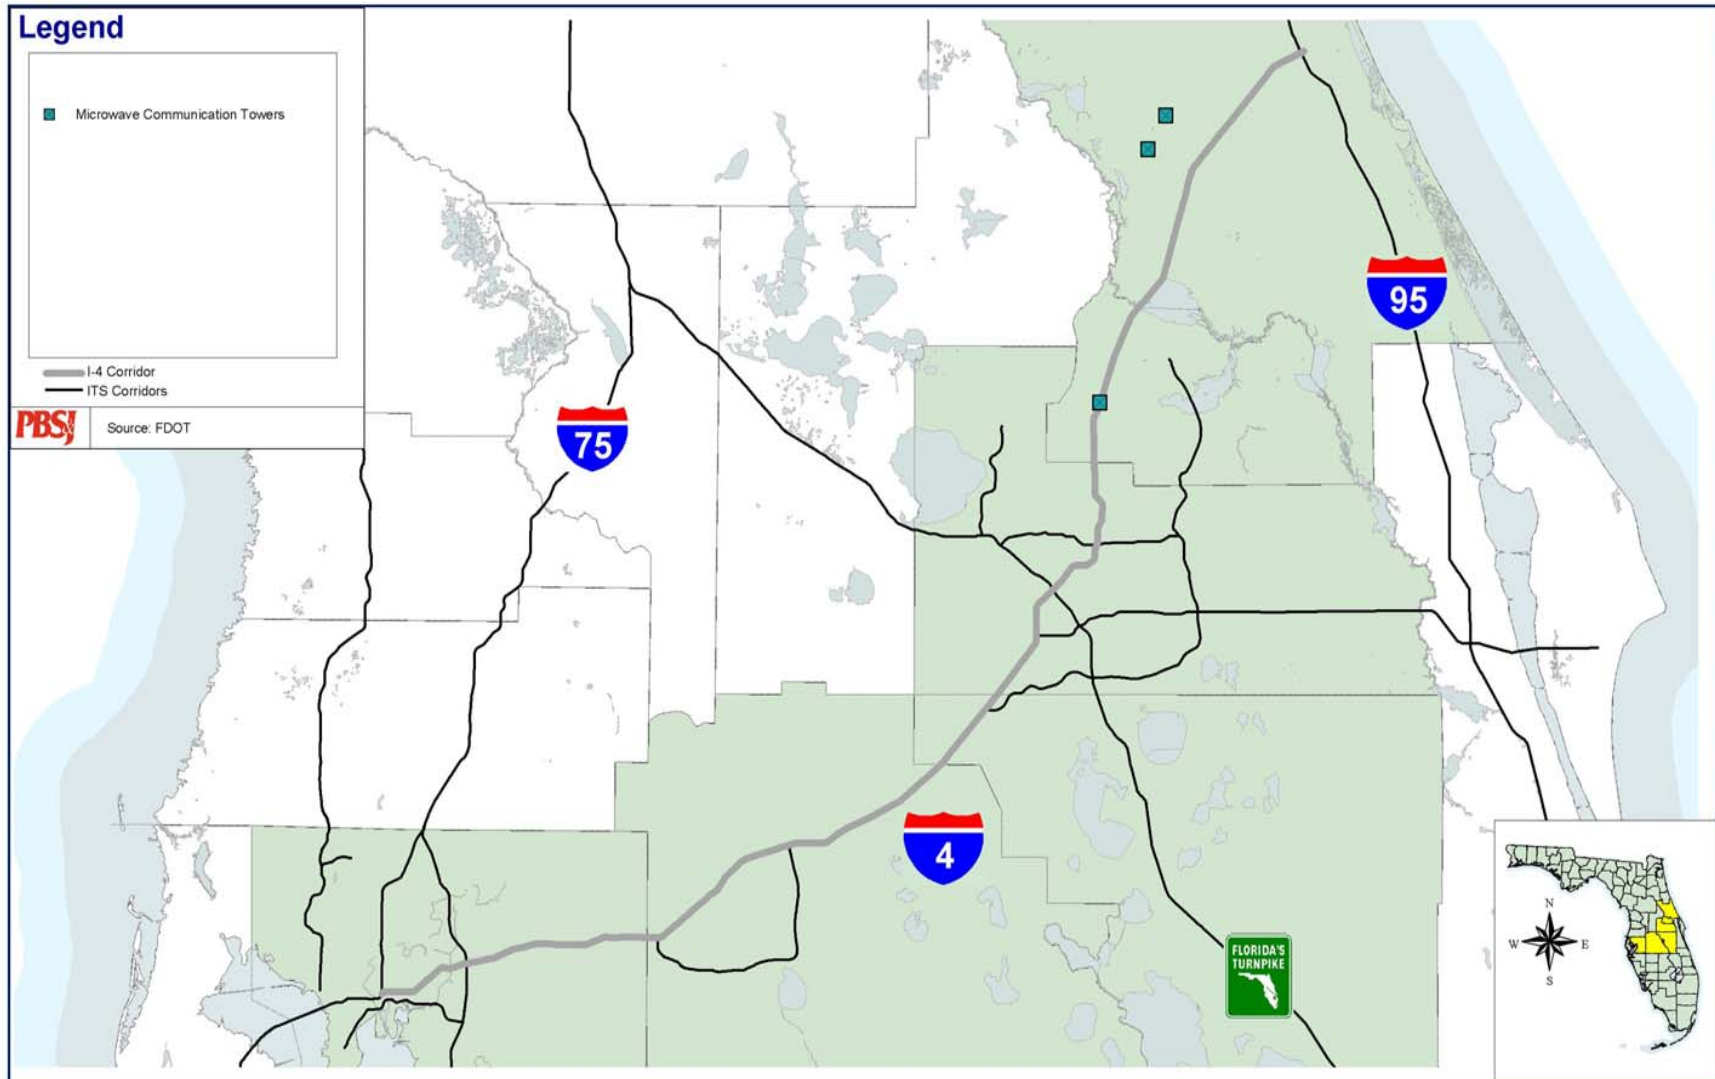 Legend
Microwave Communication Towers
I-4 Corridor
ITS Corridors
PBSJ
Source: FDOT
95
75
4
FLORIDA'S
TURNPIKE
N
W
E
S